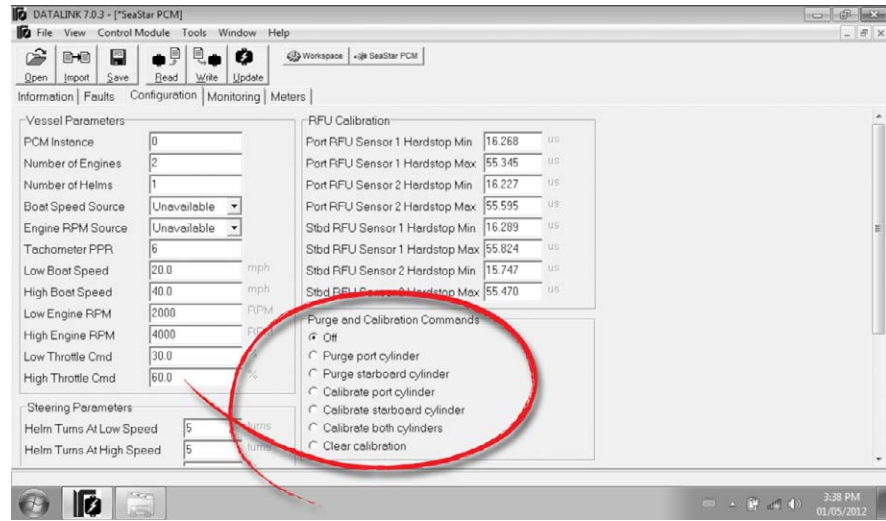 DATALINK 7.0.3 - [*SeaStar PCM]
File View Control Module Tools Window Help
Open Import Save Read Write Update Workspace SeaStar PCM
Information Faults Configuration Monitoring Meters
Vessel Parameters
PCM Instance 0
Number of Engines 2
Number of Helms 1
Boat Speed Source Unavailable
Engine RPM Source Unavailable
Tachometer PPR 6
Low Boat Speed 20.0 mph
High Boat Speed 40.0 mph
Low Engine RPM 2000 RPM
High Engine RPM 4000 RPM
Low Throttle Cmd 30.0
High Throttle Cmd 60.0 %
Steering Parameters
Helm Turns At Low Speed 5 turns
Helm Turns At High Speed 5 turns
RFU Calibration
Port RFU Sensor 1 Hardstop Min 16.268 us
Port RFU Sensor 1 Hardstop Max 55.345 us
Port RFU Sensor 2 Hardstop Min 16.227 us
Port RFU Sensor 2 Hardstop Max 55.595 us
Stbd RFU Sensor 1 Hardstop Min 16.289 us
Stbd RFU Sensor 1 Hardstop Max 55.824 us
Stbd RFU Sensor 2 Hardstop Min 15.747 us
Stbd RFU Sensor 2 Hardstop Max 55.470 us
Purge and Calibration Commands
Off
Purge port cylinder
Purge starboard cylinder
Calibrate port cylinder
Calibrate starboard cylinder
Calibrate both cylinders
Clear calibration
3:38 PM
01/05/2012